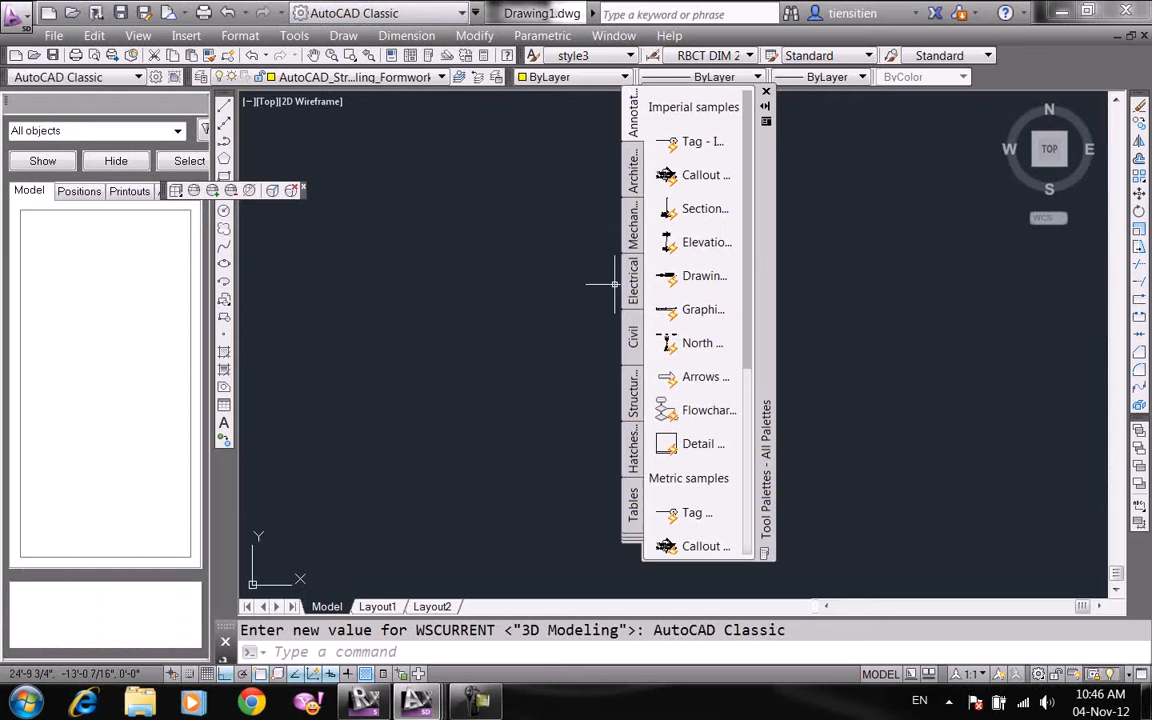 SD
AutoCAD Classic
Drawing1.dwg
Type a keyword or phrase
tiensitien
File Edit View Insert Format Tools Draw Dimension Modify Parametric Window Help
style3
RBCT DIM 2
Standard
Standard
AutoCAD Classic
AutoCAD_Str...ling_Formwork
ByLayer
ByLayer
ByLayer
ByColor
[−][Top][2D Wireframe]
All objects
Show
Hide
Select
Model
Positions
Printouts
Annotat...
Archite...
Mechan...
Electrical
Civil
Structur...
Hatches...
Tables
Imperial samples
Tag - I...
Callout ...
Section...
Elevatio...
Drawin...
Graphi...
North ...
Arrows ...
Flowchar...
Detail ...
Metric samples
Tag ...
Callout ...
Tool Palettes - All Palettes
N
W
TOP
E
S
WCS
Y
X
A
Model
Layout1
Layout2
Enter new value for WSCURRENT <"3D Modeling">: AutoCAD Classic
Type a command
24'-9 3/4", -13'-0 7/16", 0'-0"
MODEL
1:1
EN
10:46 AM
04-Nov-12